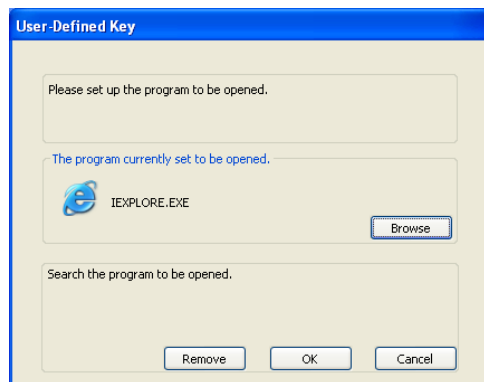 User-Defined Key
Please set up the program to be opened.
The program currently set to be opened.
IEXPLORE.EXE
Browse
Search the program to be opened.
Remove OK Cancel